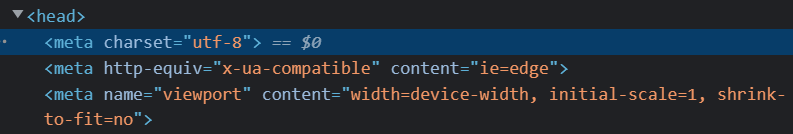 ▼<head>
<meta charset="utf-8"> == $0
<meta http-equiv="x-ua-compatible" content="ie=edge">
<meta name="viewport" content="width=device-width, initial-scale=1, shrink-
to-fit=no">